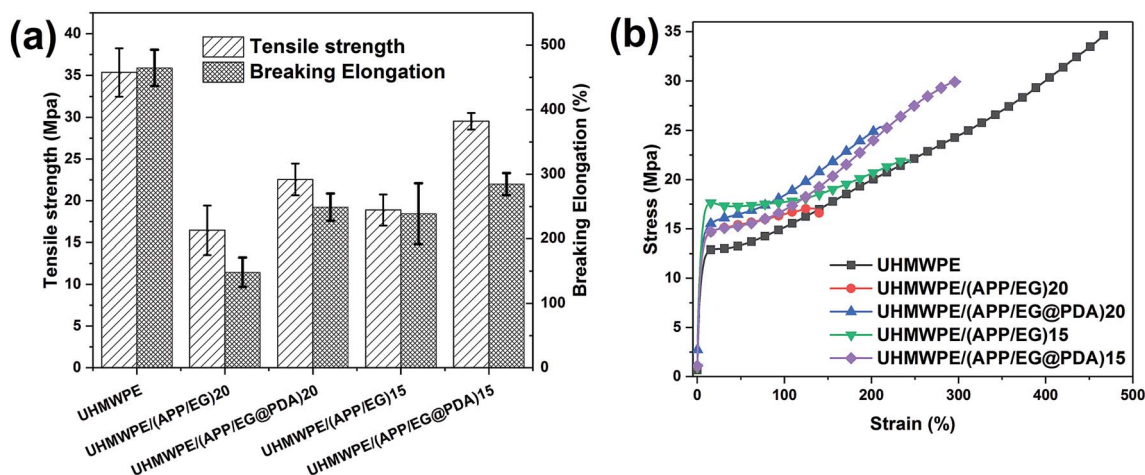 (a)
Tensile strength (Mpa)
40
35
30
25
20
15
10
5
0
Tensile strength
Breaking Elongation
500
400
300
200
100
0
Breaking Elongation (%)
UHMWPE
UHMWPE/(APP/EG)20
UHMWPE/(APP/EG@PDA)20
UHMWPE/(APP/EG)15
UHMWPE/(APP/EG@PDA)15
(b)
Stress (Mpa)
35
30
25
20
15
10
5
0
UHMWPE
UHMWPE/(APP/EG)20
UHMWPE/(APP/EG@PDA)20
UHMWPE/(APP/EG)15
UHMWPE/(APP/EG@PDA)15
0 100 200 300 400 500
Strain (%)